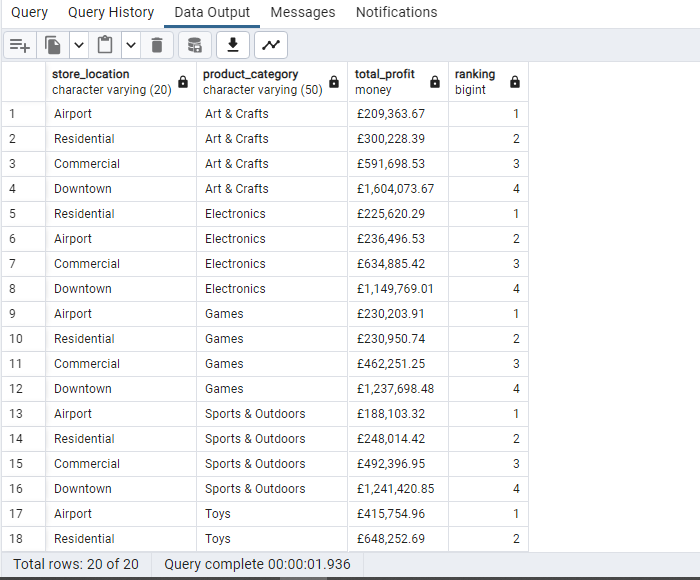 Query Query History Data Output Messages Notifications
store_location product_category total_profit ranking
character varying (20) character varying (50) money bigint
1 Airport Art & Crafts £209,363.67 1
2 Residential Art & Crafts £300,228.39 2
3 Commercial Art & Crafts £591,698.53 3
4 Downtown Art & Crafts £1,604,073.67 4
5 Residential Electronics £225,620.29 1
6 Airport Electronics £236,496.53 2
7 Commercial Electronics £634,885.42 3
8 Downtown Electronics £1,149,769.01 4
9 Airport Games £230,203.91 1
10 Residential Games £230,950.74 2
11 Commercial Games £462,251.25 3
12 Downtown Games £1,237,698.48 4
13 Airport Sports & Outdoors £188,103.32 1
14 Residential Sports & Outdoors £248,014.42 2
15 Commercial Sports & Outdoors £492,396.95 3
16 Downtown Sports & Outdoors £1,241,420.85 4
17 Airport Toys £415,754.96 1
18 Residential Toys £648,252.69 2
Total rows: 20 of 20 Query complete 00:00:01.936